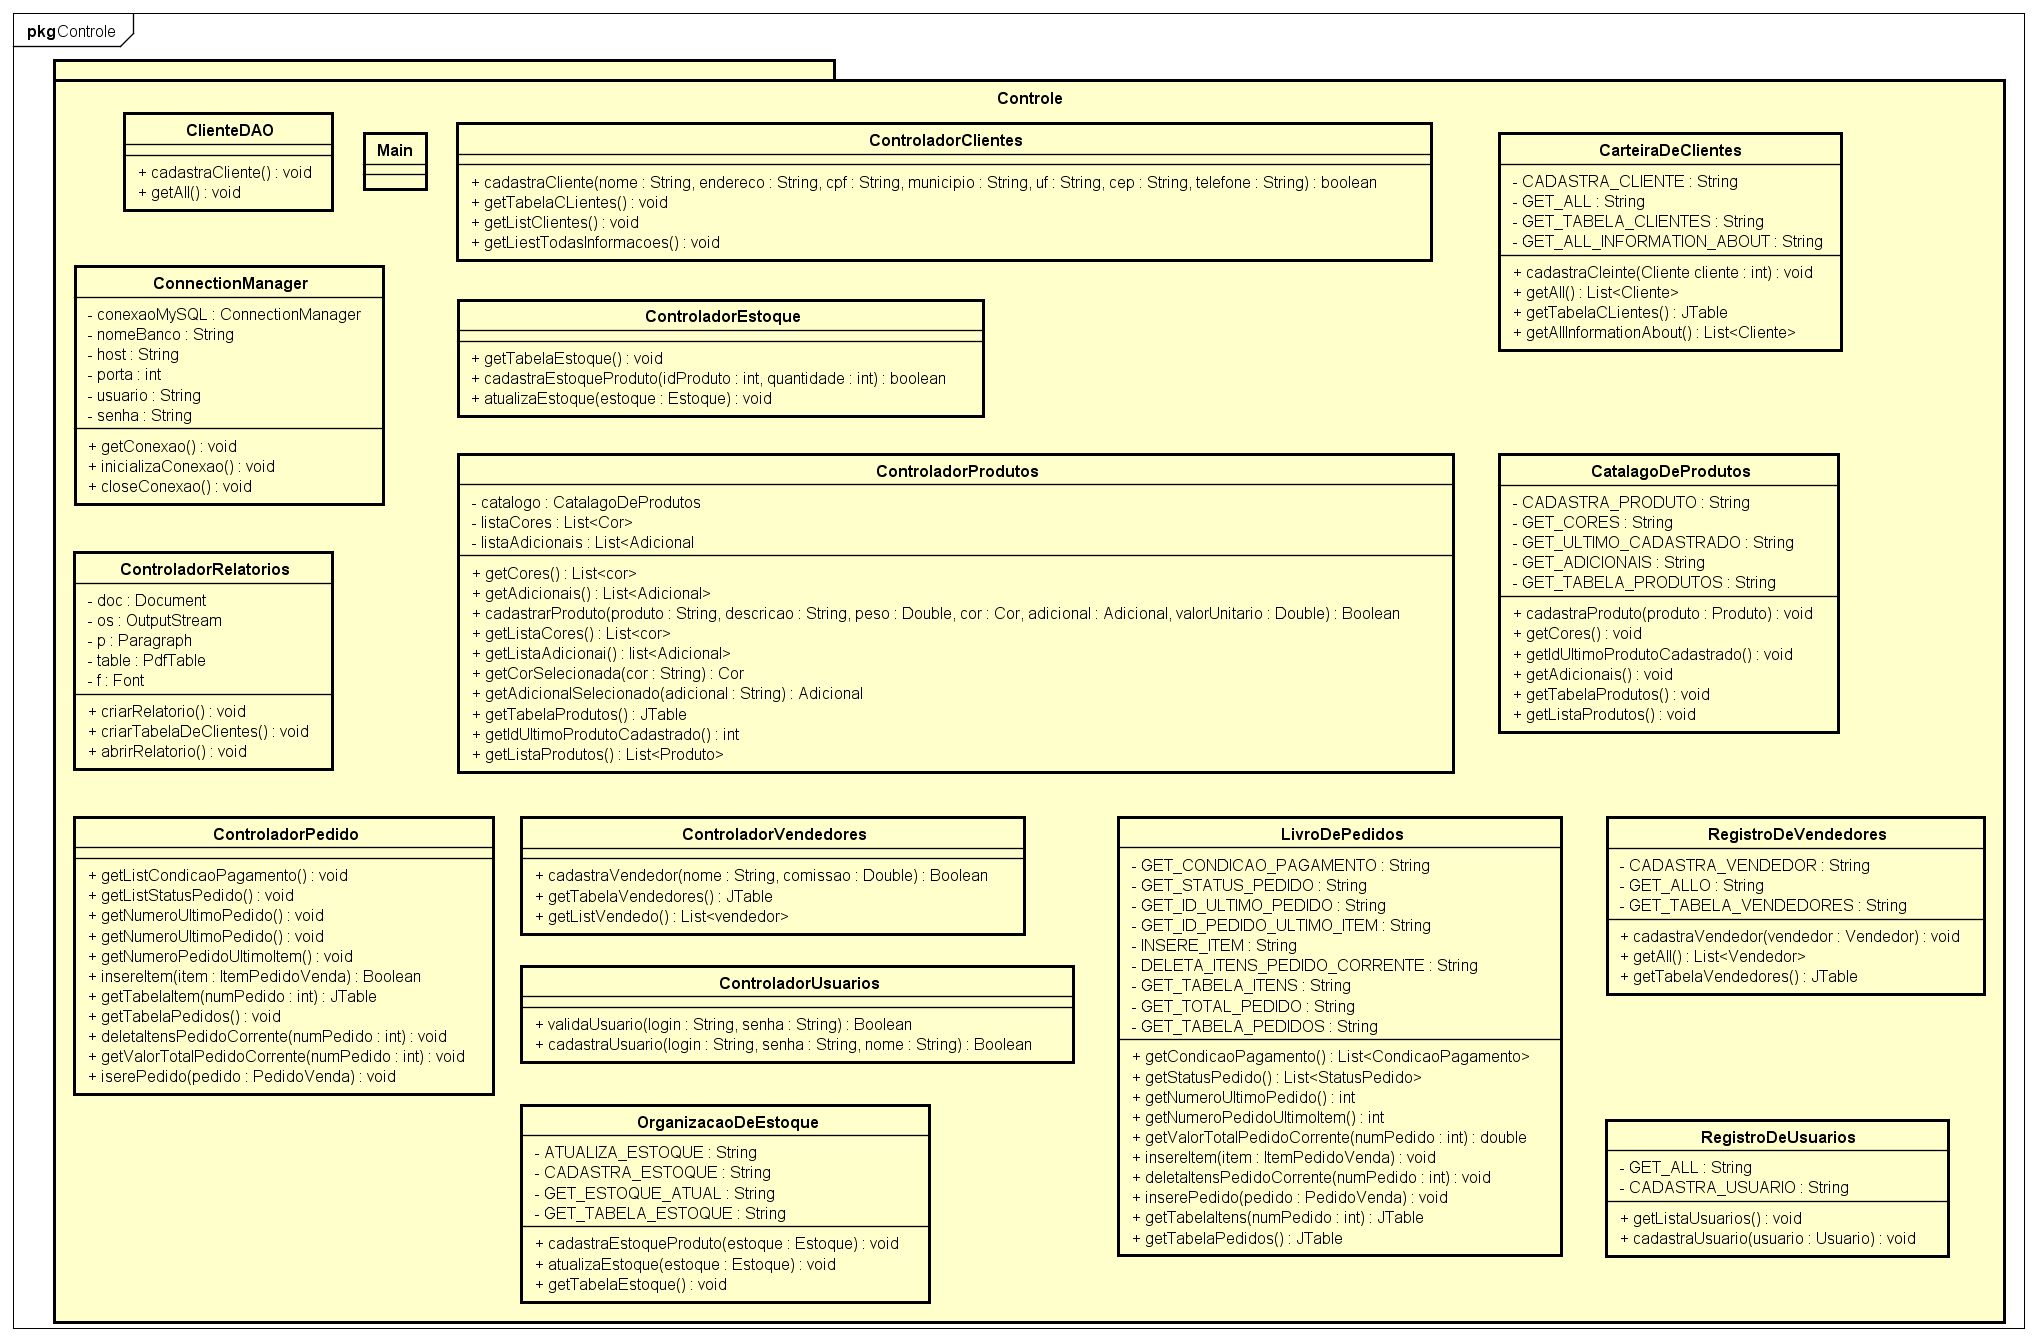 pkg Controle
Controle
ClienteDAO
+ cadastraCliente() : void
+ getAll() : void
Main
ControladorClientes
+ cadastraCliente(nome : String, endereco : String, cpf : String, municipio : String, uf : String, cep : String, telefone : String) : boolean
+ getTabelaCLientes() : void
+ getListClientes() : void
+ getLiestTodasInformacoes() : void
CarteiraDeClientes
- CADASTRA_CLIENTE : String
- GET_ALL : String
- GET_TABELA_CLIENTES : String
- GET_ALL_INFORMATION_ABOUT : String
+ cadastraCleinte(Cliente cliente : int) : void
+ getAll() : List<Cliente>
+ getTabelaCLientes() : JTable
+ getAllInformationAbout() : List<Cliente>
ConnectionManager
- conexaoMySQL : ConnectionManager
- nomeBanco : String
- host : String
- porta : int
- usuario : String
- senha : String
+ getConexao() : void
+ inicializaConexao() : void
+ closeConexao() : void
ControladorEstoque
+ getTabelaEstoque() : void
+ cadastraEstoqueProduto(idProduto : int, quantidade : int) : boolean
+ atualizaEstoque(estoque : Estoque) : void
ControladorProdutos
- catalogo : CatalagoDeProdutos
- listaCores : List<Cor>
- listaAdicionais : List<Adicional
+ getCores() : List<cor>
+ getAdicionais() : List<Adicional>
+ cadastrarProduto(produto : String, descricao : String, peso : Double, cor : Cor, adicional : Adicional, valorUnitario : Double) : Boolean
+ getListaCores() : List<cor>
+ getListaAdicionai() : list<Adicional>
+ getCorSelecionada(cor : String) : Cor
+ getAdicionalSelecionado(adicional : String) : Adicional
+ getTabelaProdutos() : JTable
+ getIdUltimoProdutoCadastrado() : int
+ getListaProdutos() : List<Produto>
CatalagoDeProdutos
- CADASTRA_PRODUTO : String
- GET_CORES : String
- GET_ULTIMO_CADASTRADO : String
- GET_ADICIONAIS : String
- GET_TABELA_PRODUTOS : String
+ cadastraProduto(produto : Produto) : void
+ getCores() : void
+ getIdUltimoProdutoCadastrado() : void
+ getAdicionais() : void
+ getTabelaProdutos() : void
+ getListaProdutos() : void
ControladorRelatorios
- doc : Document
- os : OutputStream
- p : Paragraph
- table : PdfTable
- f : Font
+ criarRelatorio() : void
+ criarTabelaDeClientes() : void
+ abrirRelatorio() : void
ControladorPedido
+ getListCondicaoPagamento() : void
+ getListStatusPedido() : void
+ getNumeroUltimoPedido() : void
+ getNumeroUltimoPedido() : void
+ getNumeroPedidoUltimoItem() : void
+ insereItem(item : ItemPedidoVenda) : Boolean
+ getTabelaItem(numPedido : int) : JTable
+ getTabelaPedidos() : void
+ deletaItensPedidoCorrente(numPedido : int) : void
+ getValorTotalPedidoCorrente(numPedido : int) : void
+ iserePedido(pedido : PedidoVenda) : void
ControladorVendedores
+ cadastraVendedor(nome : String, comissao : Double) : Boolean
+ getTabelaVendedores() : JTable
+ getListVendedo() : List<vendedor>
ControladorUsuarios
+ validaUsuario(login : String, senha : String) : Boolean
+ cadastraUsuario(login : String, senha : String, nome : String) : Boolean
OrganizacaoDeEstoque
- ATUALIZA_ESTOQUE : String
- CADASTRA_ESTOQUE : String
- GET_ESTOQUE_ATUAL : String
- GET_TABELA_ESTOQUE : String
+ cadastraEstoqueProduto(estoque : Estoque) : void
+ atualizaEstoque(estoque : Estoque) : void
+ getTabelaEstoque() : void
LivroDePedidos
- GET_CONDICAO_PAGAMENTO : String
- GET_STATUS_PEDIDO : String
- GET_ID_ULTIMO_PEDIDO : String
- GET_ID_PEDIDO_ULTIMO_ITEM : String
- INSERE_ITEM : String
- DELETA_ITENS_PEDIDO_CORRENTE : String
- GET_TABELA_ITENS : String
- GET_TOTAL_PEDIDO : String
- GET_TABELA_PEDIDOS : String
+ getCondicaoPagamento() : List<CondicaoPagamento>
+ getStatusPedido() : List<StatusPedido>
+ getNumeroUltimoPedido() : int
+ getNumeroPedidoUltimoItem() : int
+ getValorTotalPedidoCorrente(numPedido : int) : double
+ insereItem(item : ItemPedidoVenda) : void
+ deletaItensPedidoCorrente(numPedido : int) : void
+ inserePedido(pedido : PedidoVenda) : void
+ getTabelaItens(numPedido : int) : JTable
+ getTabelaPedidos() : JTable
RegistroDeVendedores
- CADASTRA_VENDEDOR : String
- GET_ALLO : String
- GET_TABELA_VENDEDORES : String
+ cadastraVendedor(vendedor : Vendedor) : void
+ getAll() : List<Vendedor>
+ getTabelaVendedores() : JTable
RegistroDeUsuarios
- GET_ALL : String
- CADASTRA_USUARIO : String
+ getListaUsuarios() : void
+ cadastraUsuario(usuario : Usuario) : void